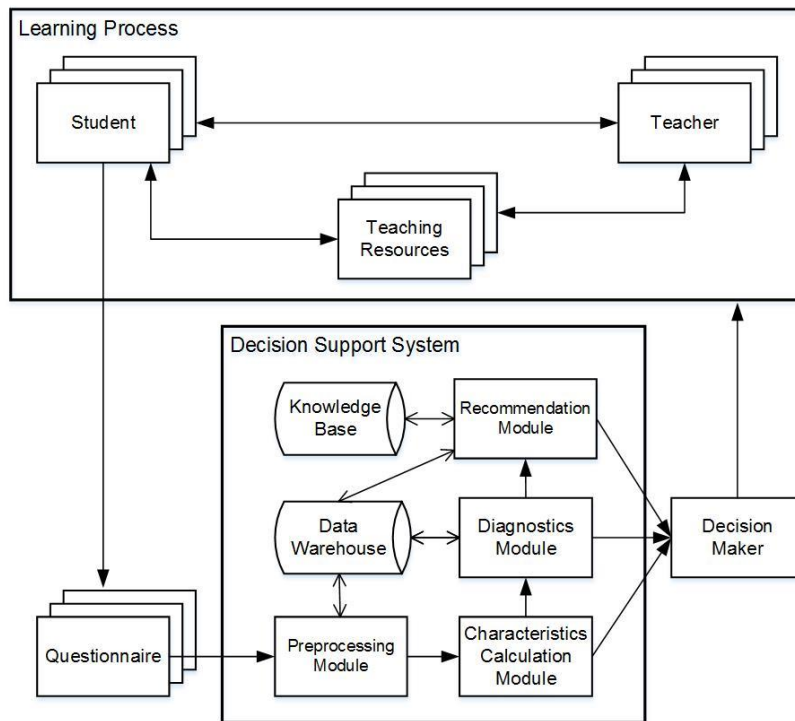 Learning Process
Student
Teacher
Teaching
Resources
Decision Support System
Knowledge
Base
Recommendation
Module
Data
Warehouse
Diagnostics
Module
Decision
Maker
Questionnaire
Preprocessing
Module
Characteristics
Calculation
Module